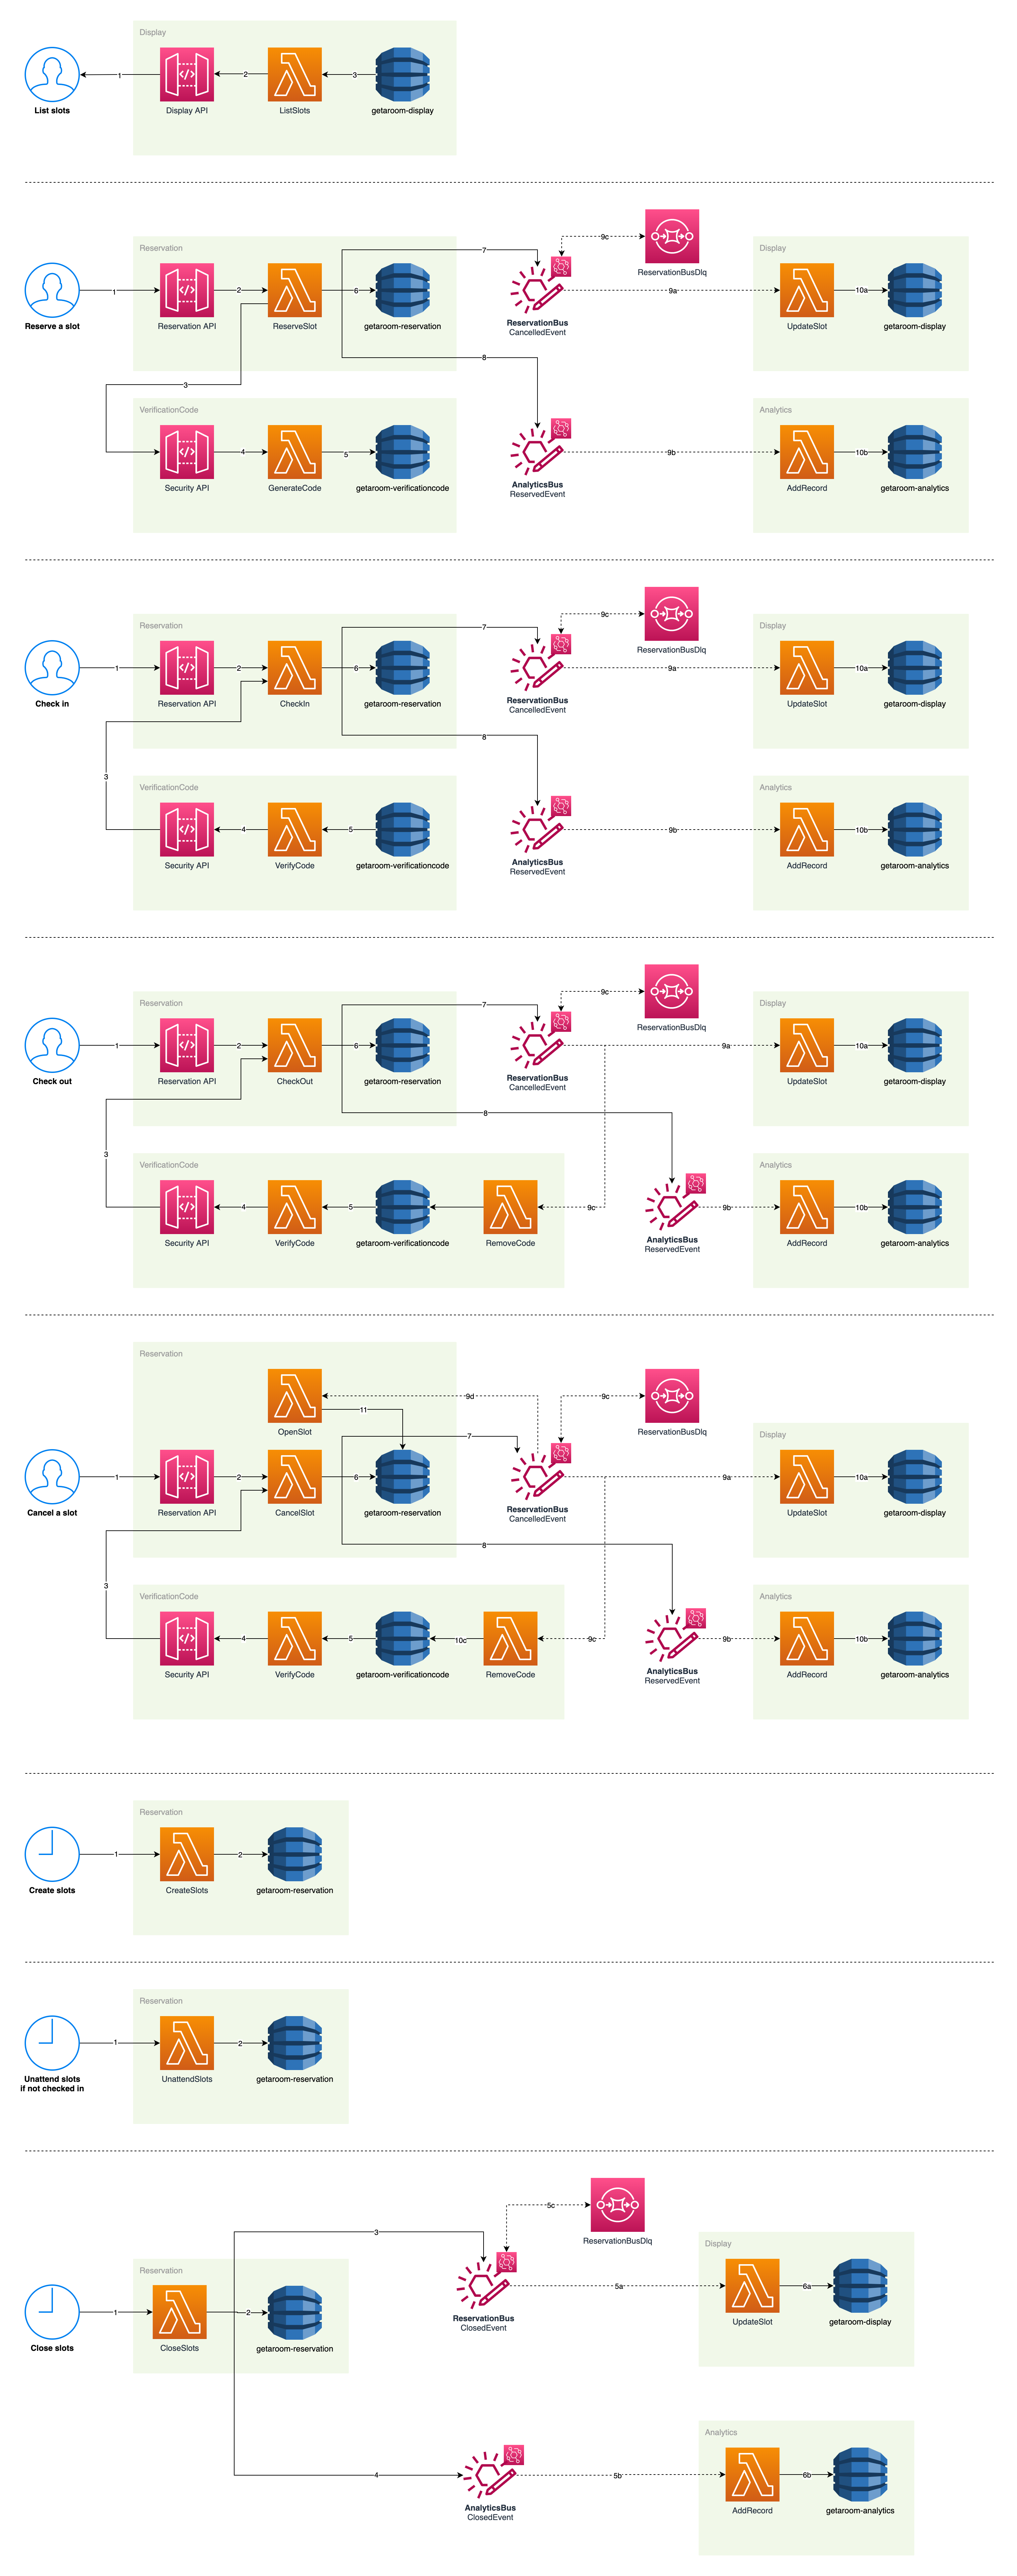 Display
1
2
3
List slots
Display API
ListSlots
getaroom-display
Reservation
7
9c
ReservationBusDlq
Display
1
2
6
9a
10a
Reserve a slot
Reservation API
ReserveSlot
getaroom-reservation
ReservationBus
CancelledEvent
UpdateSlot
getaroom-display
8
3
VerificationCode
Analytics
4
5
9b
10b
Security API
GenerateCode
getaroom-verificationcode
AnalyticsBus
ReservedEvent
AddRecord
getaroom-analytics
Reservation
7
9c
ReservationBusDlq
Display
1
2
6
9a
10a
Check in
Reservation API
CheckIn
getaroom-reservation
ReservationBus
CancelledEvent
UpdateSlot
getaroom-display
8
3
VerificationCode
Analytics
4
5
9b
10b
Security API
VerifyCode
getaroom-verificationcode
AnalyticsBus
ReservedEvent
AddRecord
getaroom-analytics
Reservation
7
9c
ReservationBusDlq
Display
1
2
6
9a
10a
Check out
Reservation API
CheckOut
getaroom-reservation
ReservationBus
CancelledEvent
UpdateSlot
getaroom-display
8
3
VerificationCode
Analytics
4
5
9c
9b
10b
Security API
VerifyCode
getaroom-verificationcode
RemoveCode
AnalyticsBus
ReservedEvent
AddRecord
getaroom-analytics
Reservation
9d
9c
11
OpenSlot
ReservationBusDlq
7
Display
1
2
6
9a
10a
Cancel a slot
Reservation API
CancelSlot
getaroom-reservation
ReservationBus
CancelledEvent
UpdateSlot
getaroom-display
8
3
VerificationCode
Analytics
4
5
10c
9c
9b
10b
Security API
VerifyCode
getaroom-verificationcode
RemoveCode
AnalyticsBus
ReservedEvent
AddRecord
getaroom-analytics
Reservation
1
2
Create slots
CreateSlots
getaroom-reservation
Reservation
1
2
Unattend slots
if not checked in
UnattendSlots
getaroom-reservation
5c
ReservationBusDlq
3
Display
Reservation
5a
6a
1
2
ReservationBus
ClosedEvent
UpdateSlot
getaroom-display
Close slots
CloseSlots
getaroom-reservation
Analytics
4
5b
6b
AnalyticsBus
ClosedEvent
AddRecord
getaroom-analytics